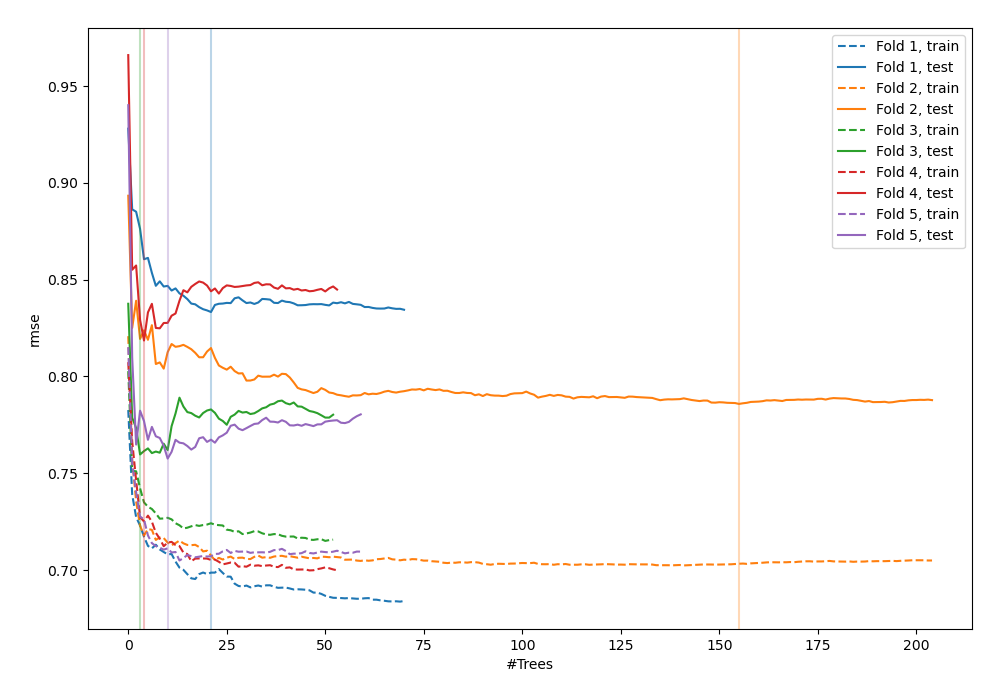 0.95
0.90
0.85
0.80
0.75
0.70
rmse
0
25
50
75
100
125
150
175
200
#Trees
Fold 1, train
Fold 1, test
Fold 2, train
Fold 2, test
Fold 3, train
Fold 3, test
Fold 4, train
Fold 4, test
Fold 5, train
Fold 5, test